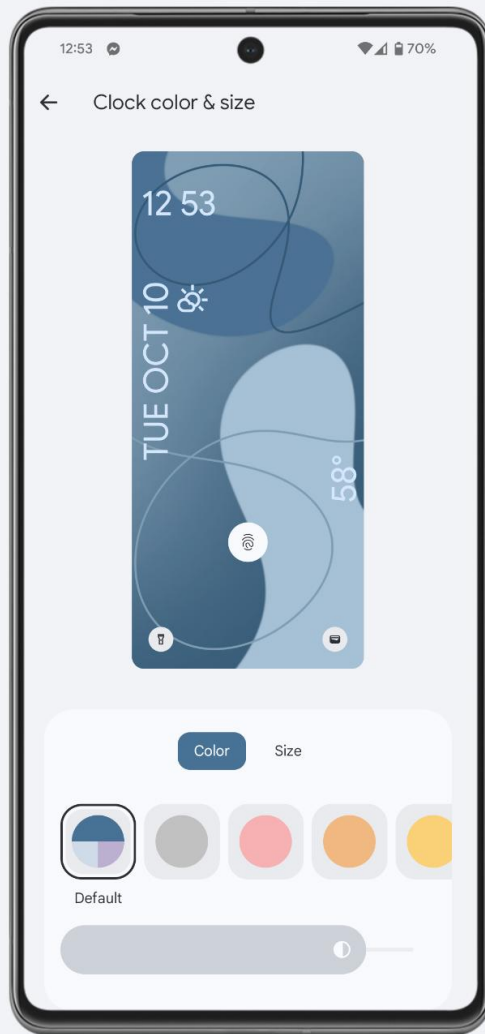 12:53 70%
Clock color & size
12 53
TUE OCT 10
58°
Color Size
Default